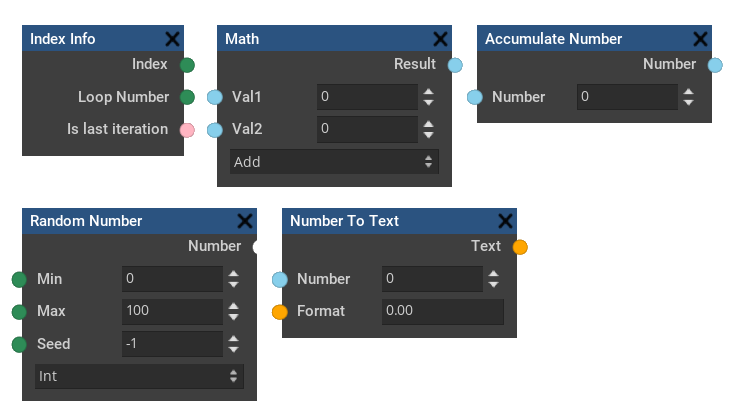 Index Info
Index
Loop Number
Is last iteration
Math
Result
Val1 0
Val2 0
Add
Accumulate Number
Number
Number 0
Random Number
Number
Min 0
Max 100
Seed -1
Int
Number To Text
Text
Number 0
Format 0.00